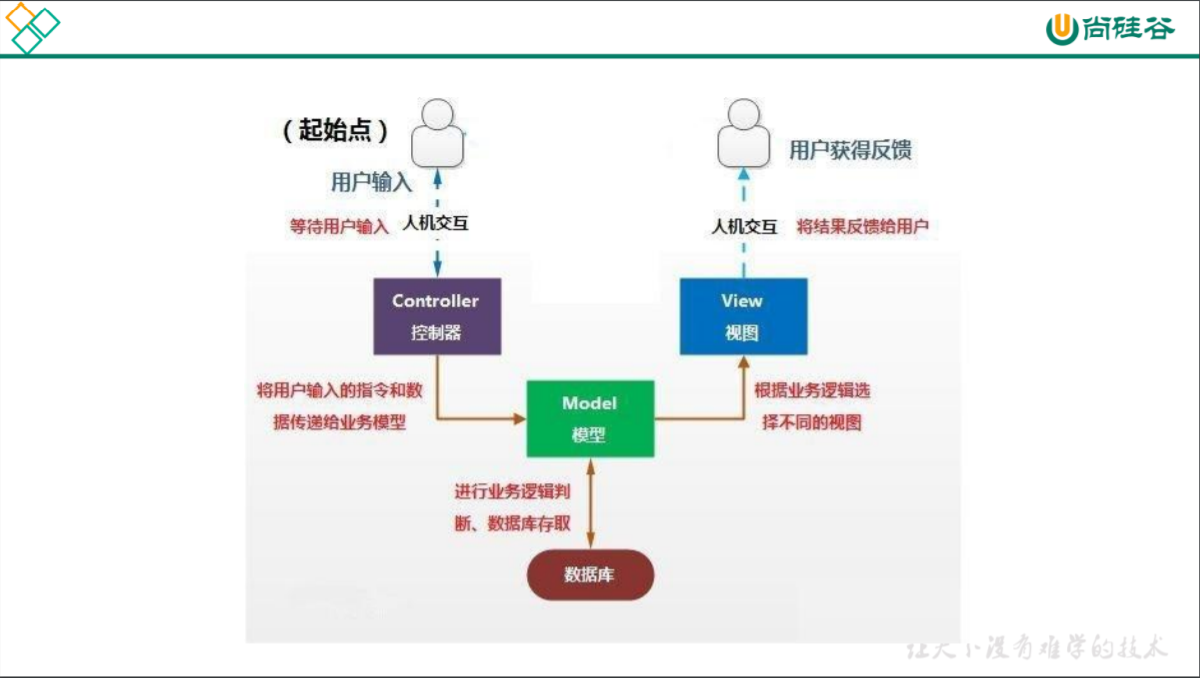 尚硅谷
（起始点）
用户输入
用户获得反馈
等待用户输入
人机交互
人机交互
将结果反馈给用户
Controller
控制器
View
视图
将用户输入的指令和数
据传递给业务模型
Model
模型
根据业务逻辑选
择不同的视图
进行业务逻辑判
断、数据库存取
数据库
让天下没有难学的技术